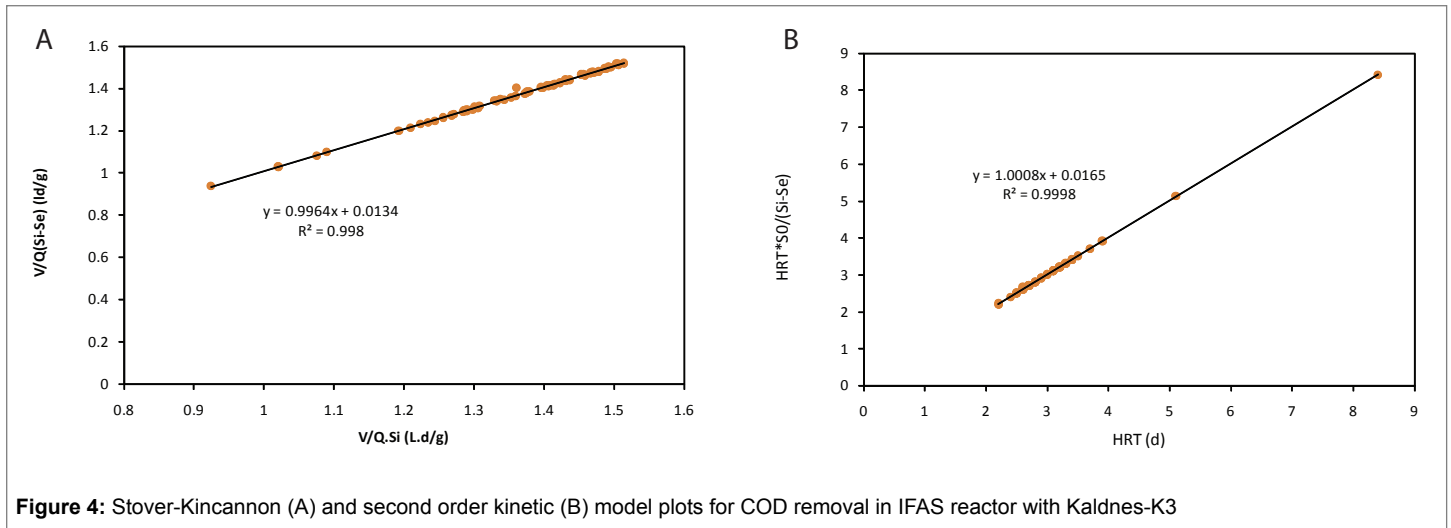 A
1.6
1.4
1.2
1
0.8
0.6
0.4
0.2
0
V/Q(Si-Se) (ld/g)
y = 0.9964x + 0.0134
R² = 0.998
0.8 0.9 1 1.1 1.2 1.3 1.4 1.5 1.6
V/Q.Si (L.d/g)
B
9
8
7
6
5
4
3
2
1
0
HRT*S0/(Si-Se)
y = 1.0008x + 0.0165
R² = 0.9998
0 1 2 3 4 5 6 7 8 9
HRT (d)
Figure 4: Stover-Kincannon (A) and second order kinetic (B) model plots for COD removal in IFAS reactor with Kaldnes-K3